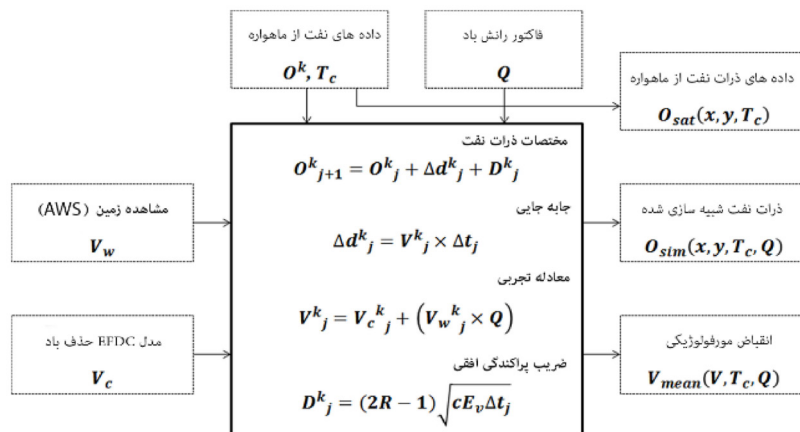 داده های نفت از ماهواره
O^k, T_c
فاکتور رانش باد
Q
داده های ذرات نفت از ماهواره
O_sat(x, y, T_c)
مختصات ذرات نفت
O^k_{j+1} = O^k_j + Δd^k_j + D^k_j
جابه جایی
Δd^k_j = V^k_j × Δt_j
معادله تجربی
V^k_j = V_c^k_j + (V_w^k_j × Q)
ضریب پراکندگی افقی
D^k_j = (2R − 1)√(cE_vΔt_j)
مشاهده زمین (AWS)
V_w
مدل EFDC حذف باد
V_c
ذرات نفت شبیه سازی شده
O_sim(x, y, T_c, Q)
انقباض مورفولوژیکی
V_mean(V, T_c, Q)